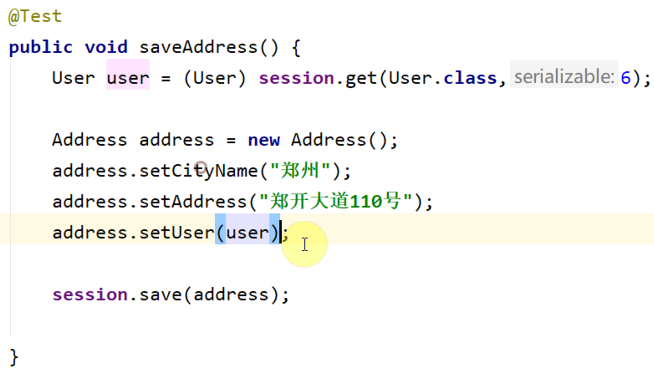 @Test
public void saveAddress() {
User user = (User) session.get(User.class, serializable: 6);
Address address = new Address();
address.setCityName("郑州");
address.setAddress("郑开大道110号");
address.setUser(user);
session.save(address);
}